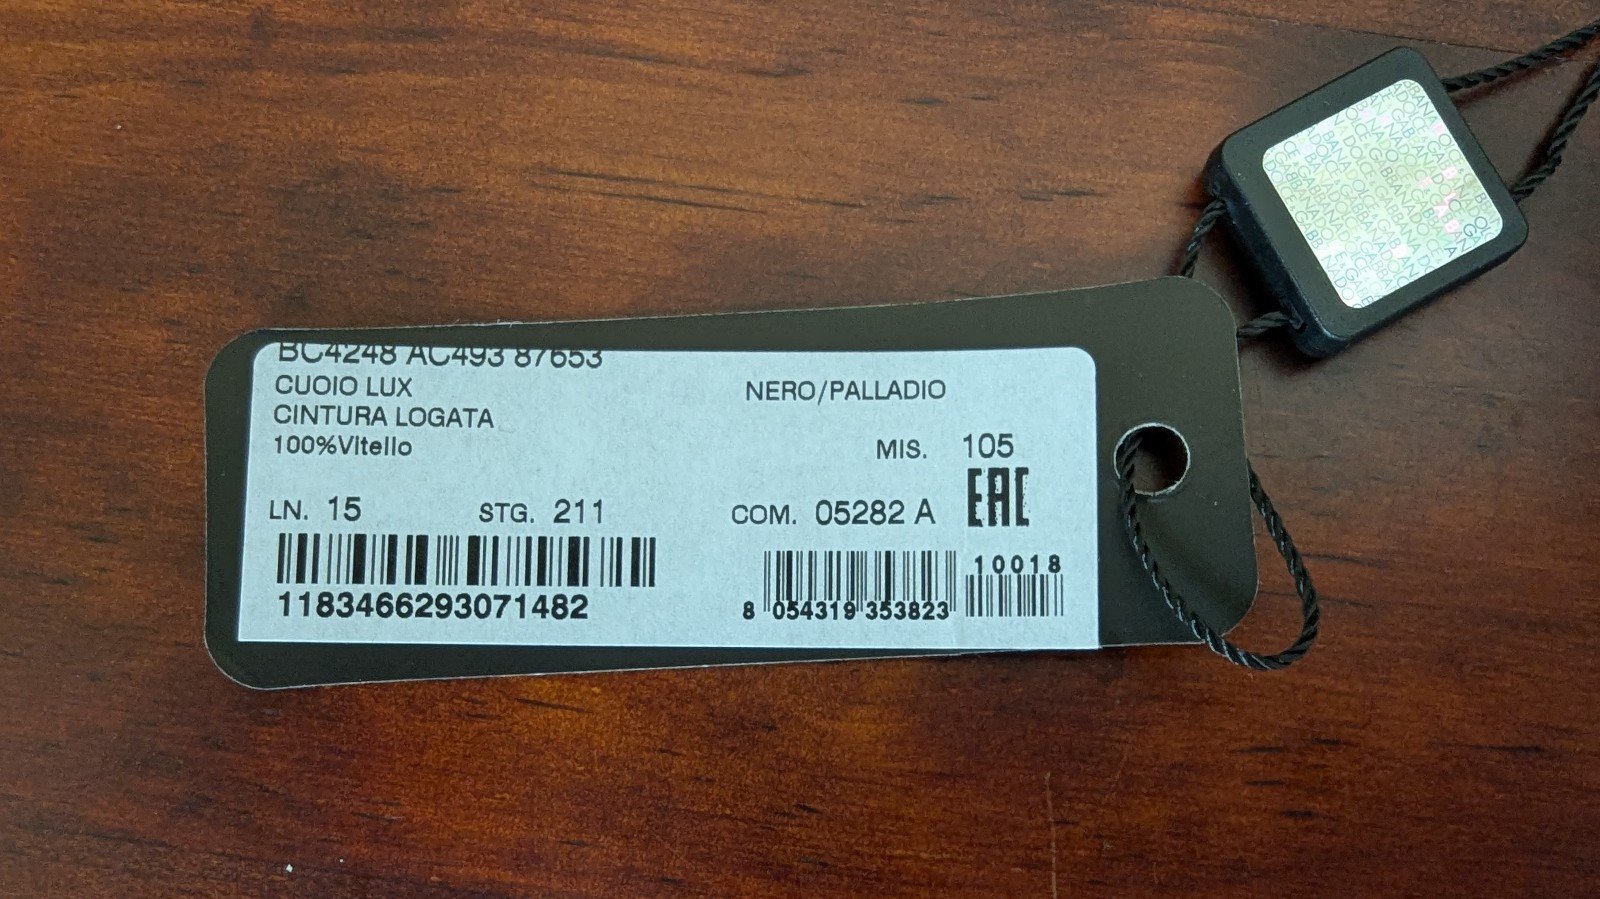 BC4248 AC493 87653
CUOIO LUX
NERO/PALLADIO
CINTURA LOGATA
100%Vitello
MIS. 105
EAC
LN. 15 STG. 211 COM. 05282 A
10018
1183466293071482
8 054319 353823